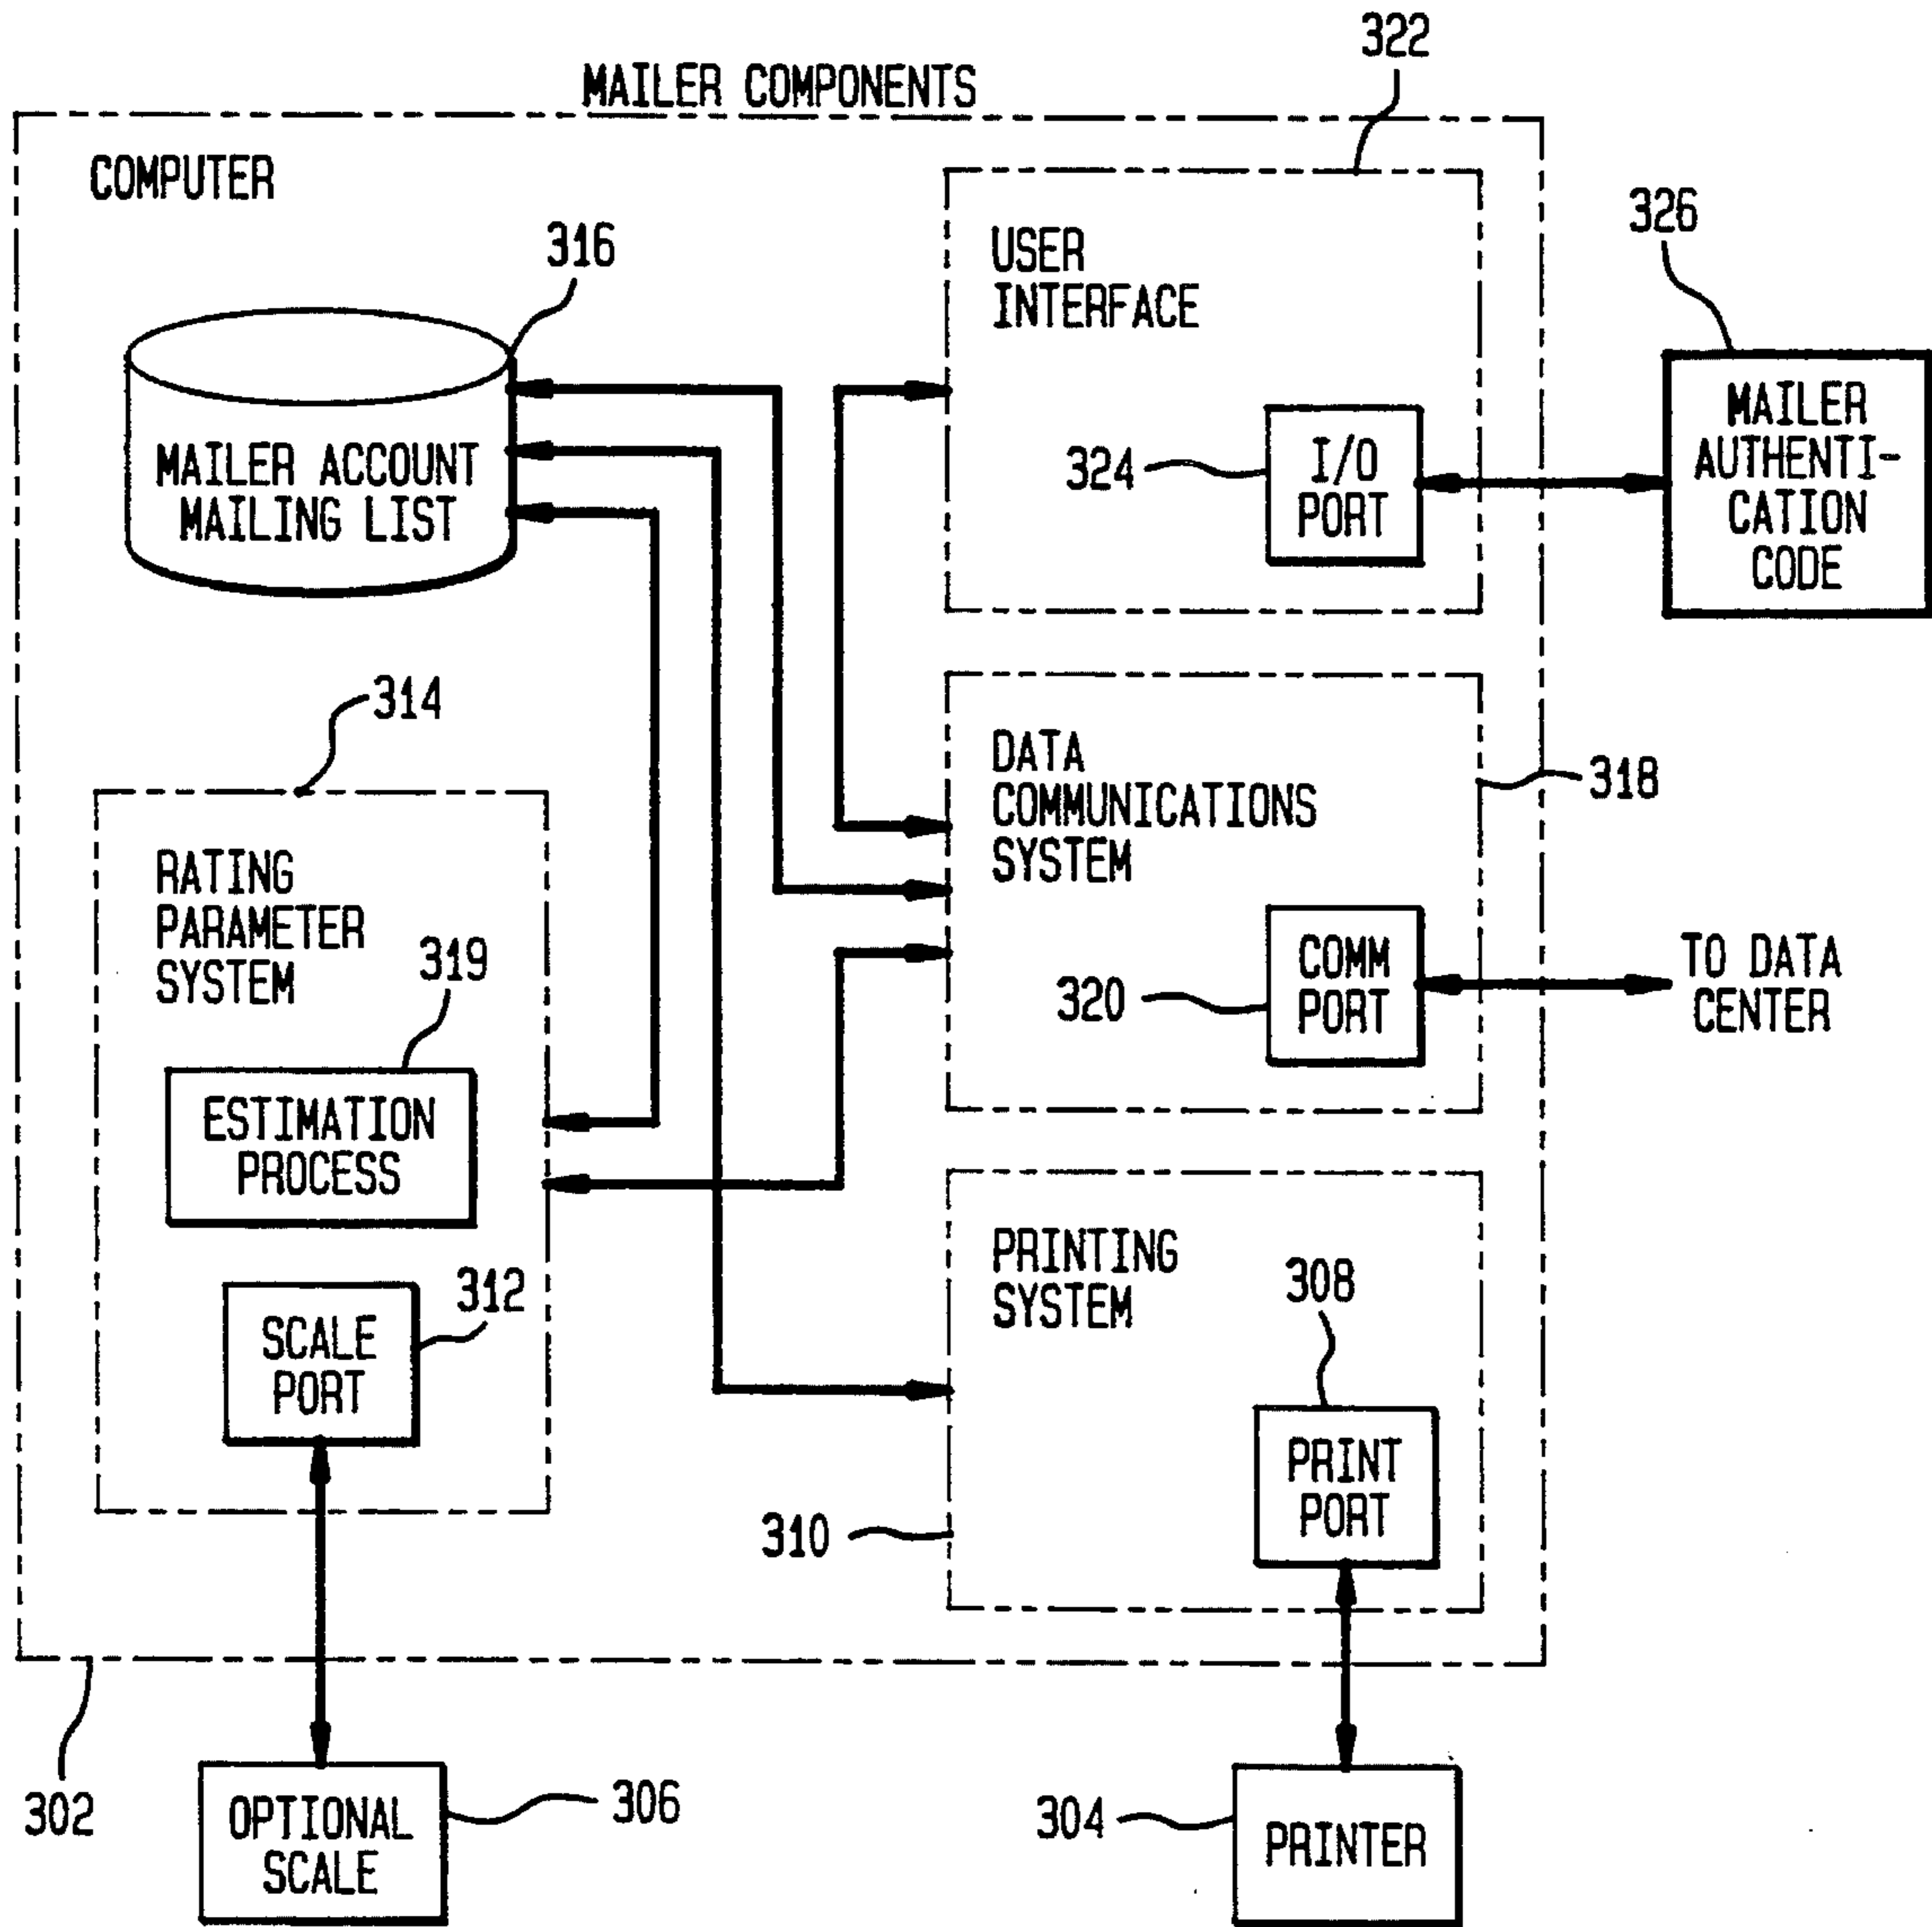 322
MAILER COMPONENTS
COMPUTER
316
326
USER
INTERFACE
MAILER ACCOUNT
MAILING LIST
324
I/O
PORT
MAILER
AUTHENTI-
CATION
CODE
314
DATA
COMMUNICATIONS
SYSTEM
318
RATING
PARAMETER
SYSTEM
319
320
COMM
PORT
TO DATA
CENTER
ESTIMATION
PROCESS
PRINTING
SYSTEM
308
312
SCALE
PORT
PRINT
PORT
310
302
OPTIONAL
SCALE
306
304
PRINTER